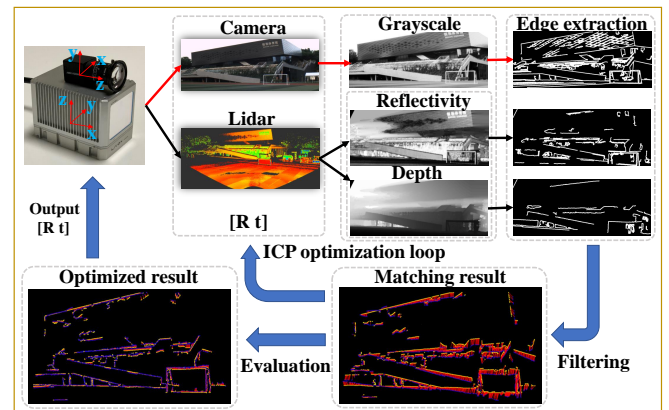 Camera
Grayscale
Edge extraction
y
x
z
z
y
x
Lidar
Reflectivity
Depth
[R t]
Output
[R t]
ICP optimization loop
Optimized result
Matching result
Evaluation
Filtering